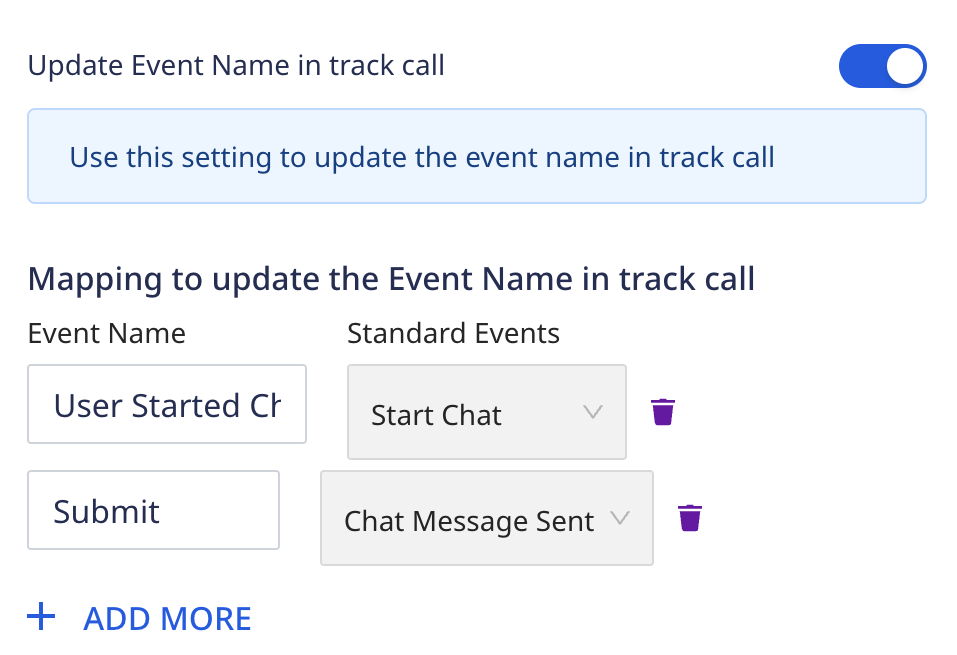 Update Event Name in track call
Use this setting to update the event name in track call
Mapping to update the Event Name in track call
Event Name Standard Events
User Started Start Chat
Submit Chat Message Sent
ADD MORE